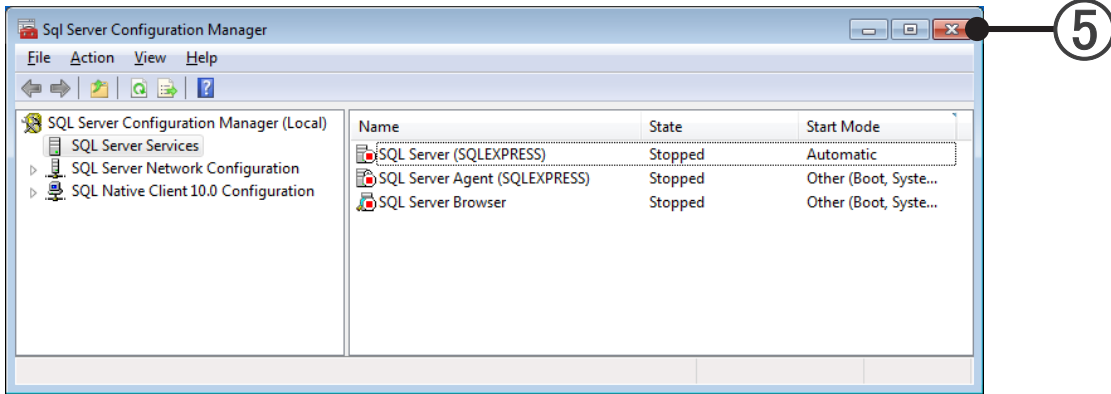 Sql Server Configuration Manager
5
File Action View Help
SQL Server Configuration Manager (Local)
SQL Server Services
SQL Server Network Configuration
SQL Native Client 10.0 Configuration
Name State Start Mode
SQL Server (SQLEXPRESS) Stopped Automatic
SQL Server Agent (SQLEXPRESS) Stopped Other (Boot, Syste...
SQL Server Browser Stopped Other (Boot, Syste...